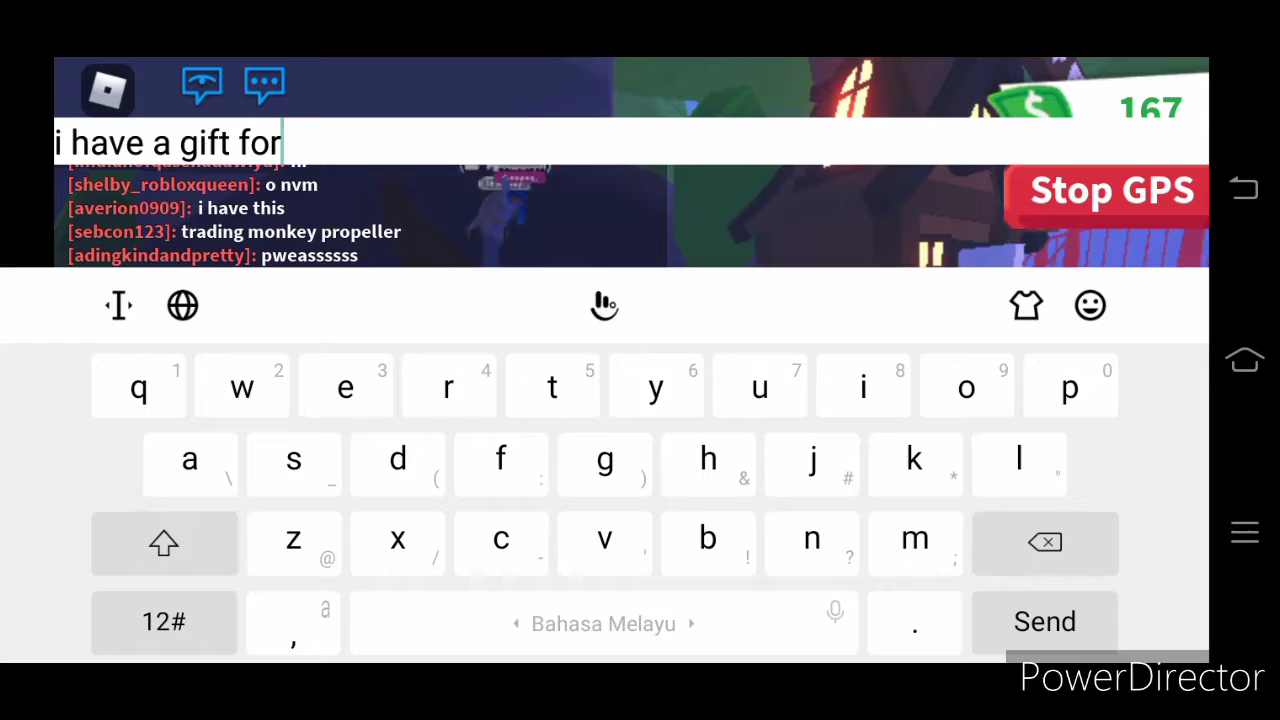 167
i have a gift for
Stop GPS
[shelby_robloxqueen]: o nvm
[averion0909]: i have this
[sebcon123]: trading monkey propeller
[adingkindandpretty]: pweassssss
q 1 w 2 e 3 r 4 t 5 y 6 u 7 i 8 o 9 p 0
a \ s _ d ( f : g ) h & j # k * l "
z @ x / c - v ' b ! n ? m ;
12# , a Bahasa Melayu . Send
PowerDirector